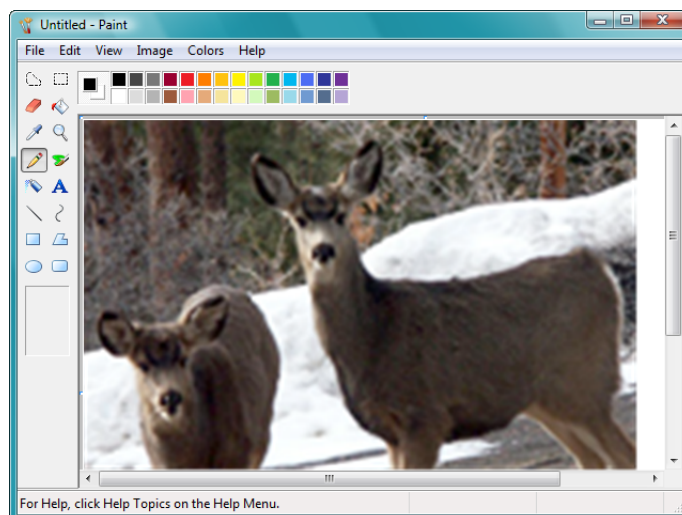 Untitled - Paint
File Edit View Image Colors Help
A
For Help, click Help Topics on the Help Menu.